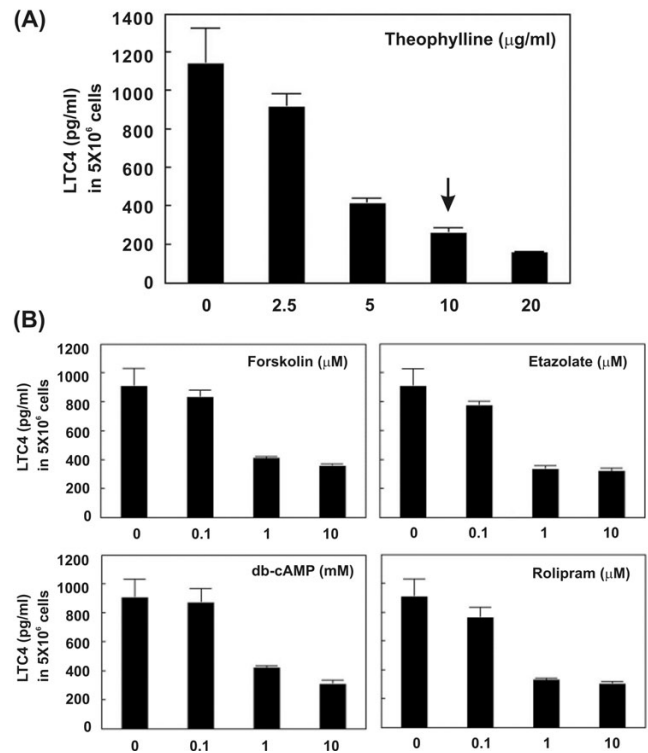 (A)
Theophylline (μg/ml)
LTC4 (pg/ml)
in 5X10⁶ cells
1400
1200
1000
800
600
400
200
0
0 2.5 5 10 20
(B)
Forskolin (μM)
LTC4 (pg/ml)
in 5X10⁶ cells
1200
1000
800
600
400
200
0
0 0.1 1 10
Etazolate (μM)
0 0.1 1 10
db-cAMP (mM)
LTC4 (pg/ml)
in 5X10⁶ cells
1200
1000
800
600
400
200
0
0 0.1 1 10
Rolipram (μM)
0 0.1 1 10